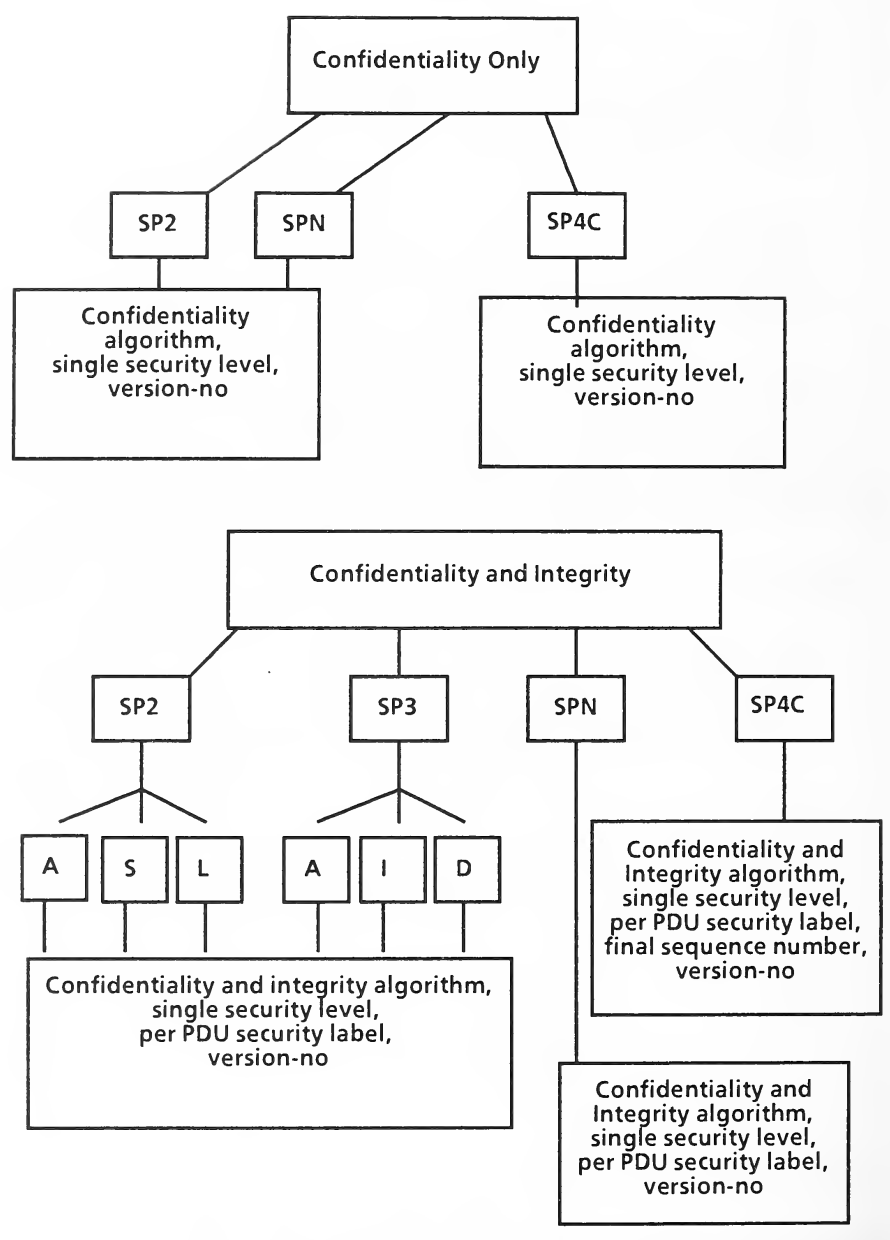 Confidentiality Only
SP2
SPN
SP4C
Confidentiality
algorithm,
single security level,
version-no
Confidentiality
algorithm,
single security level,
version-no
Confidentiality and Integrity
SP2
SP3
SPN
SP4C
A
S
L
A
I
D
Confidentiality and
Integrity algorithm,
single security level,
per PDU security label,
final sequence number,
version-no
Confidentiality and integrity algorithm,
single security level,
per PDU security label,
version-no
Confidentiality and
Integrity algorithm,
single security level,
per PDU security label,
version-no